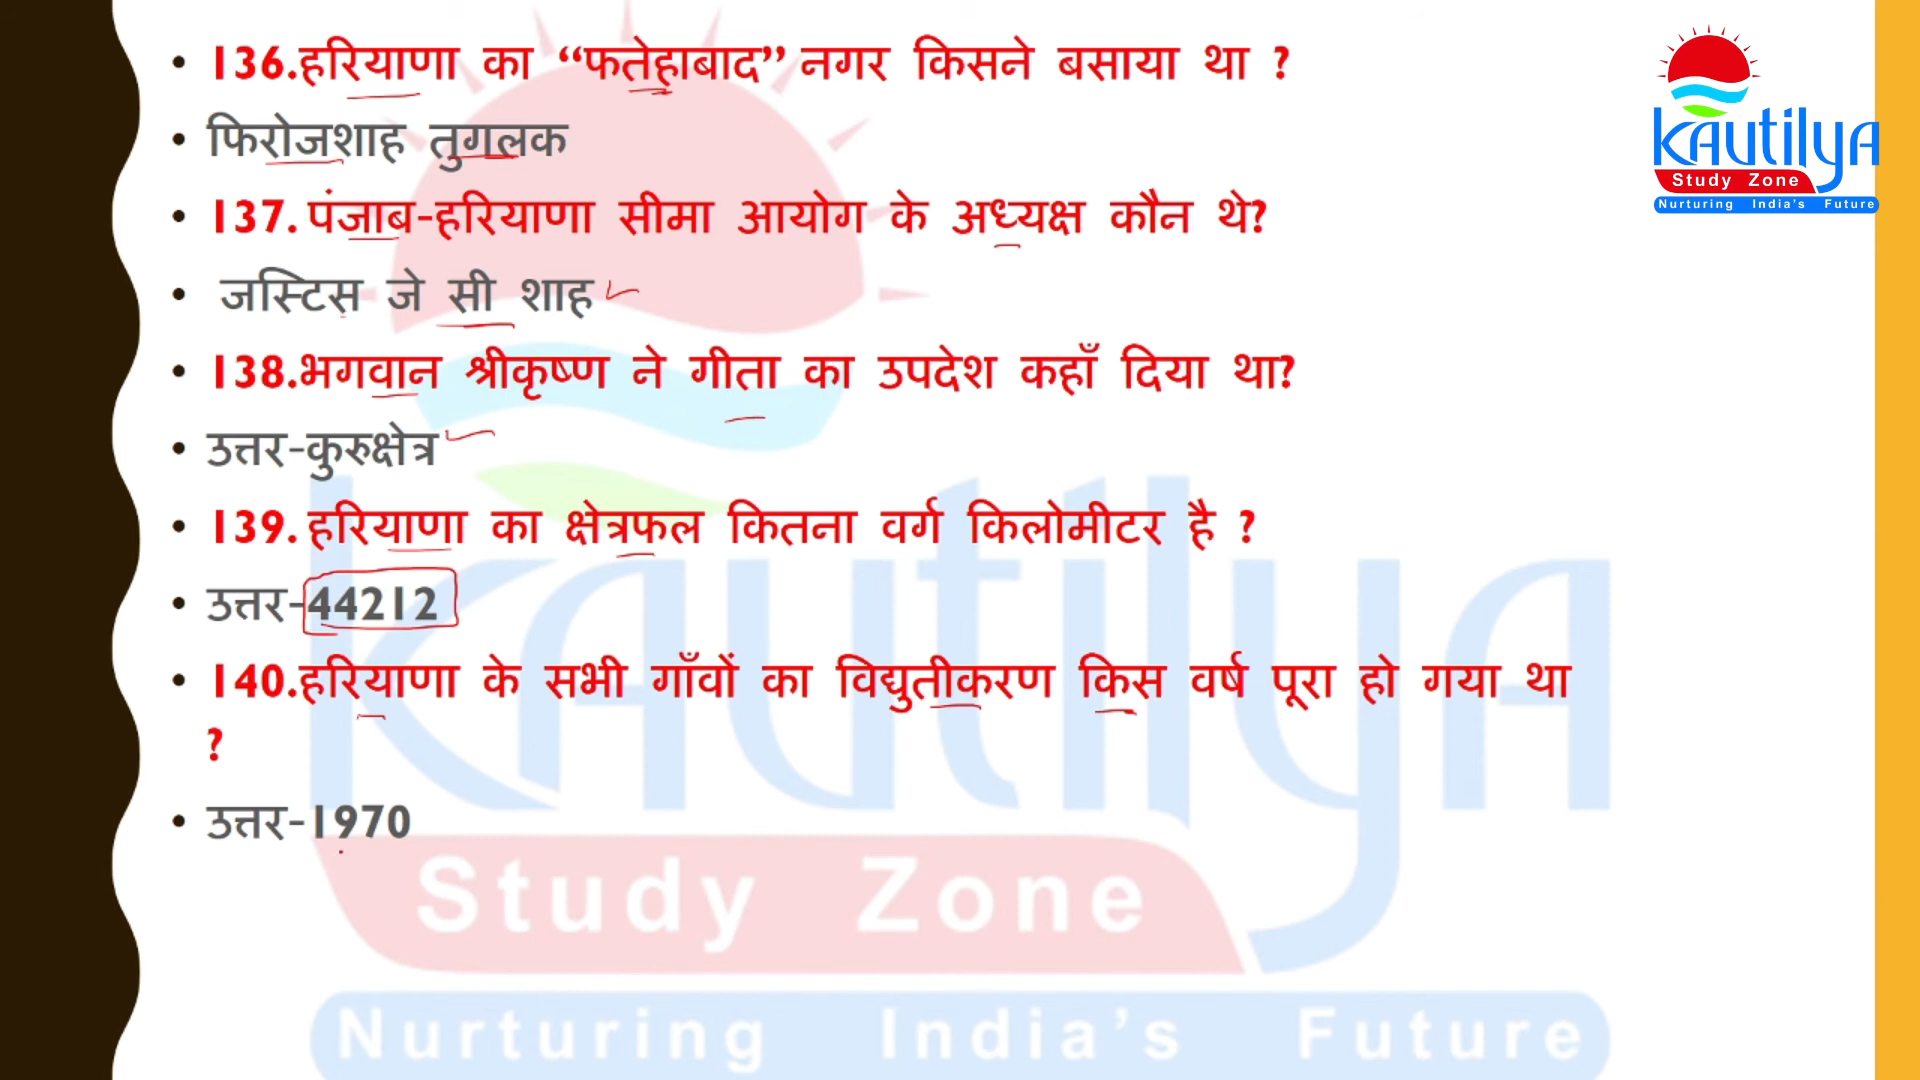 • 136.हरियाणा का “फतेहाबाद” नगर किसने बसाया था ?
• फिरोजशाह तुगलक
• 137. पंजाब-हरियाणा सीमा आयोग के अध्यक्ष कौन थे?
• जस्टिस जे सी शाह
• 138.भगवान श्रीकृष्ण ने गीता का उपदेश कहाँ दिया था?
• उत्तर-कुरुक्षेत्र
• 139. हरियाणा का क्षेत्रफल कितना वर्ग किलोमीटर है ?
• उत्तर-44212
• 140.हरियाणा के सभी गाँवों का विद्युतीकरण किस वर्ष पूरा हो गया था
?
• उत्तर-1970
Kautilya
Study Zone
Nurturing India's Future
Kautilya
Study Zone
Nurturing India's Future